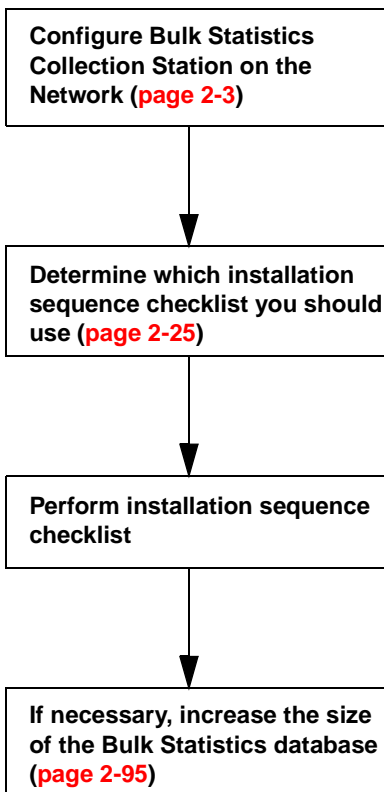 Configure Bulk Statistics
Collection Station on the
Network (page 2-3)
Determine which installation
sequence checklist you should
use (page 2-25)
Perform installation sequence
checklist
If necessary, increase the size
of the Bulk Statistics database
(page 2-95)